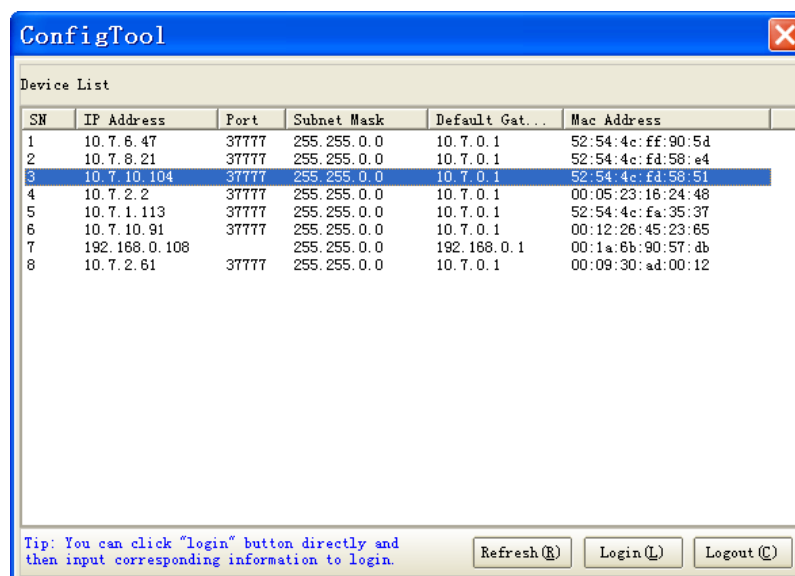 ConfigTool
Device List
SN IP Address Port Subnet Mask Default Gat... Mac Address
1 10.7.6.47 37777 255.255.0.0 10.7.0.1 52:54:4c:ff:90:5d
2 10.7.8.21 37777 255.255.0.0 10.7.0.1 52:54:4c:fd:58:e4
3 10.7.10.104 37777 255.255.0.0 10.7.0.1 52:54:4c:fd:58:51
4 10.7.2.2 37777 255.255.0.0 10.7.0.1 00:05:23:16:24:48
5 10.7.1.113 37777 255.255.0.0 10.7.0.1 52:54:4c:fa:35:37
6 10.7.10.91 37777 255.255.0.0 10.7.0.1 00:12:26:45:23:65
7 192.168.0.108 255.255.0.0 192.168.0.1 00:1a:6b:90:57:db
8 10.7.2.61 37777 255.255.0.0 10.7.0.1 00:09:30:ad:00:12
Tip: You can click "login" button directly and
then input corresponding information to login.
Refresh(R) Login(L) Logout(C)